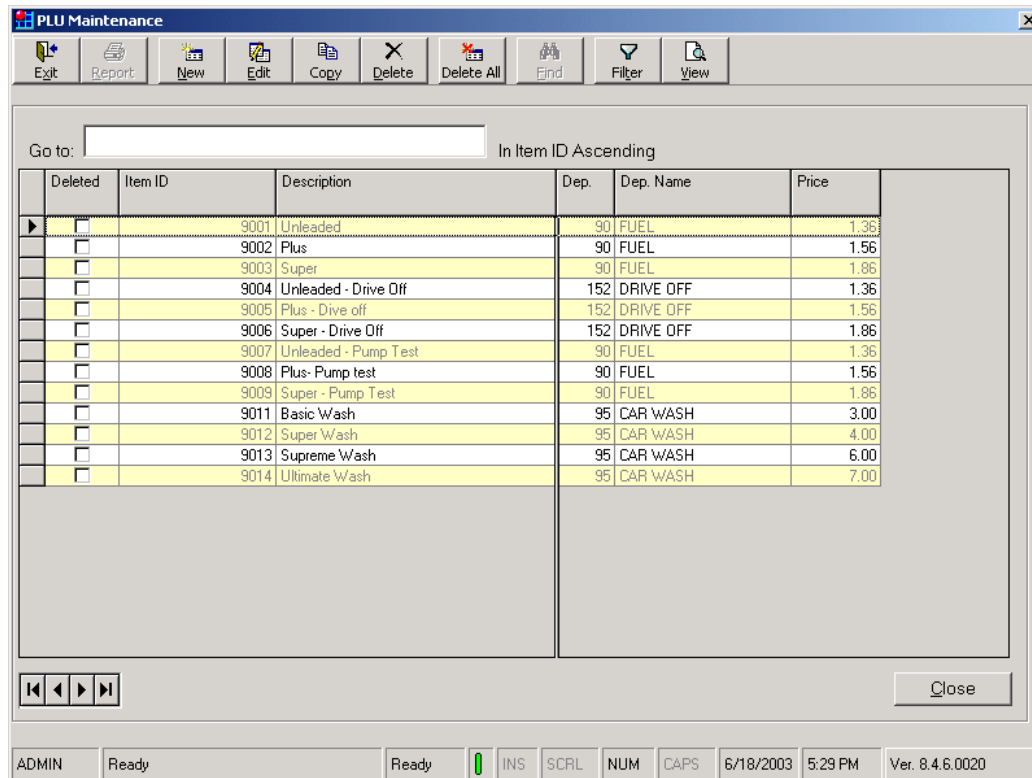 PLU Maintenance
Exit Report New Edit Copy Delete Delete All Find Filter View
Go to: In Item ID Ascending
Deleted Item ID Description Dep. Dep. Name Price
9001 Unleaded 90 FUEL 1.36
9002 Plus 90 FUEL 1.56
9003 Super 90 FUEL 1.86
9004 Unleaded - Drive Off 152 DRIVE OFF 1.36
9005 Plus - Dive off 152 DRIVE OFF 1.56
9006 Super - Drive Off 152 DRIVE OFF 1.86
9007 Unleaded - Pump Test 90 FUEL 1.36
9008 Plus- Pump test 90 FUEL 1.56
9009 Super - Pump Test 90 FUEL 1.86
9011 Basic Wash 95 CAR WASH 3.00
9012 Super Wash 95 CAR WASH 4.00
9013 Supreme Wash 95 CAR WASH 6.00
9014 Ultimate Wash 95 CAR WASH 7.00
Close
ADMIN Ready Ready INS SCRL NUM CAPS 6/18/2003 5:29 PM Ver. 8.4.6.0020